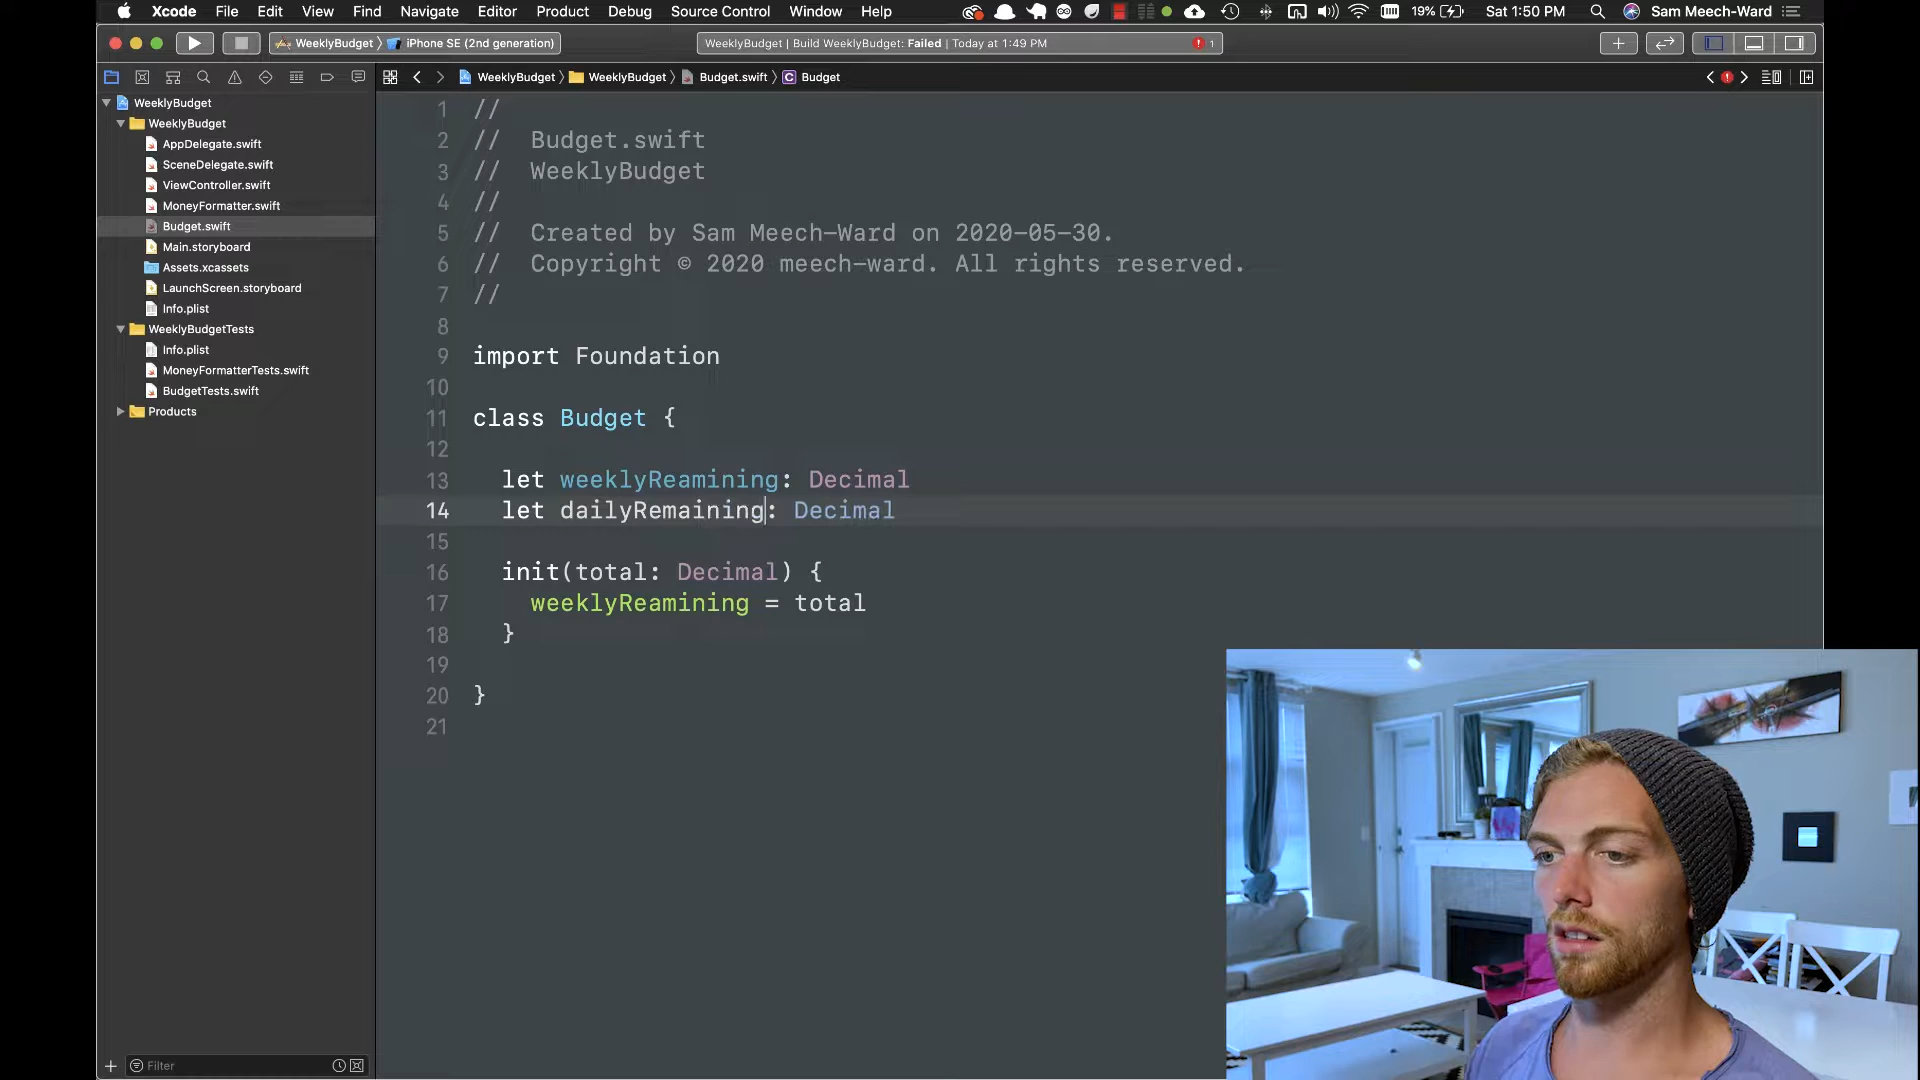 Xcode File Edit View Find Navigate Editor Product Debug Source Control Window Help 19% Sat 1:50 PM Sam Meech-Ward
WeeklyBudget iPhone SE (2nd generation) WeeklyBudget | Build WeeklyBudget: Failed | Today at 1:49 PM 1
WeeklyBudget WeeklyBudget Budget.swift C Budget
WeeklyBudget
WeeklyBudget
AppDelegate.swift
SceneDelegate.swift
ViewController.swift
MoneyFormatter.swift
Budget.swift
Main.storyboard
Assets.xcassets
LaunchScreen.storyboard
Info.plist
WeeklyBudgetTests
Info.plist
MoneyFormatterTests.swift
BudgetTests.swift
Products
Filter
1 //
2 // Budget.swift
3 // WeeklyBudget
4 //
5 // Created by Sam Meech-Ward on 2020-05-30.
6 // Copyright © 2020 meech-ward. All rights reserved.
7 //
8
9 import Foundation
10
11 class Budget {
12
13 let weeklyReamining: Decimal
14 let dailyRemaining: Decimal
15
16 init(total: Decimal) {
17 weeklyReamining = total
18 }
19
20 }
21